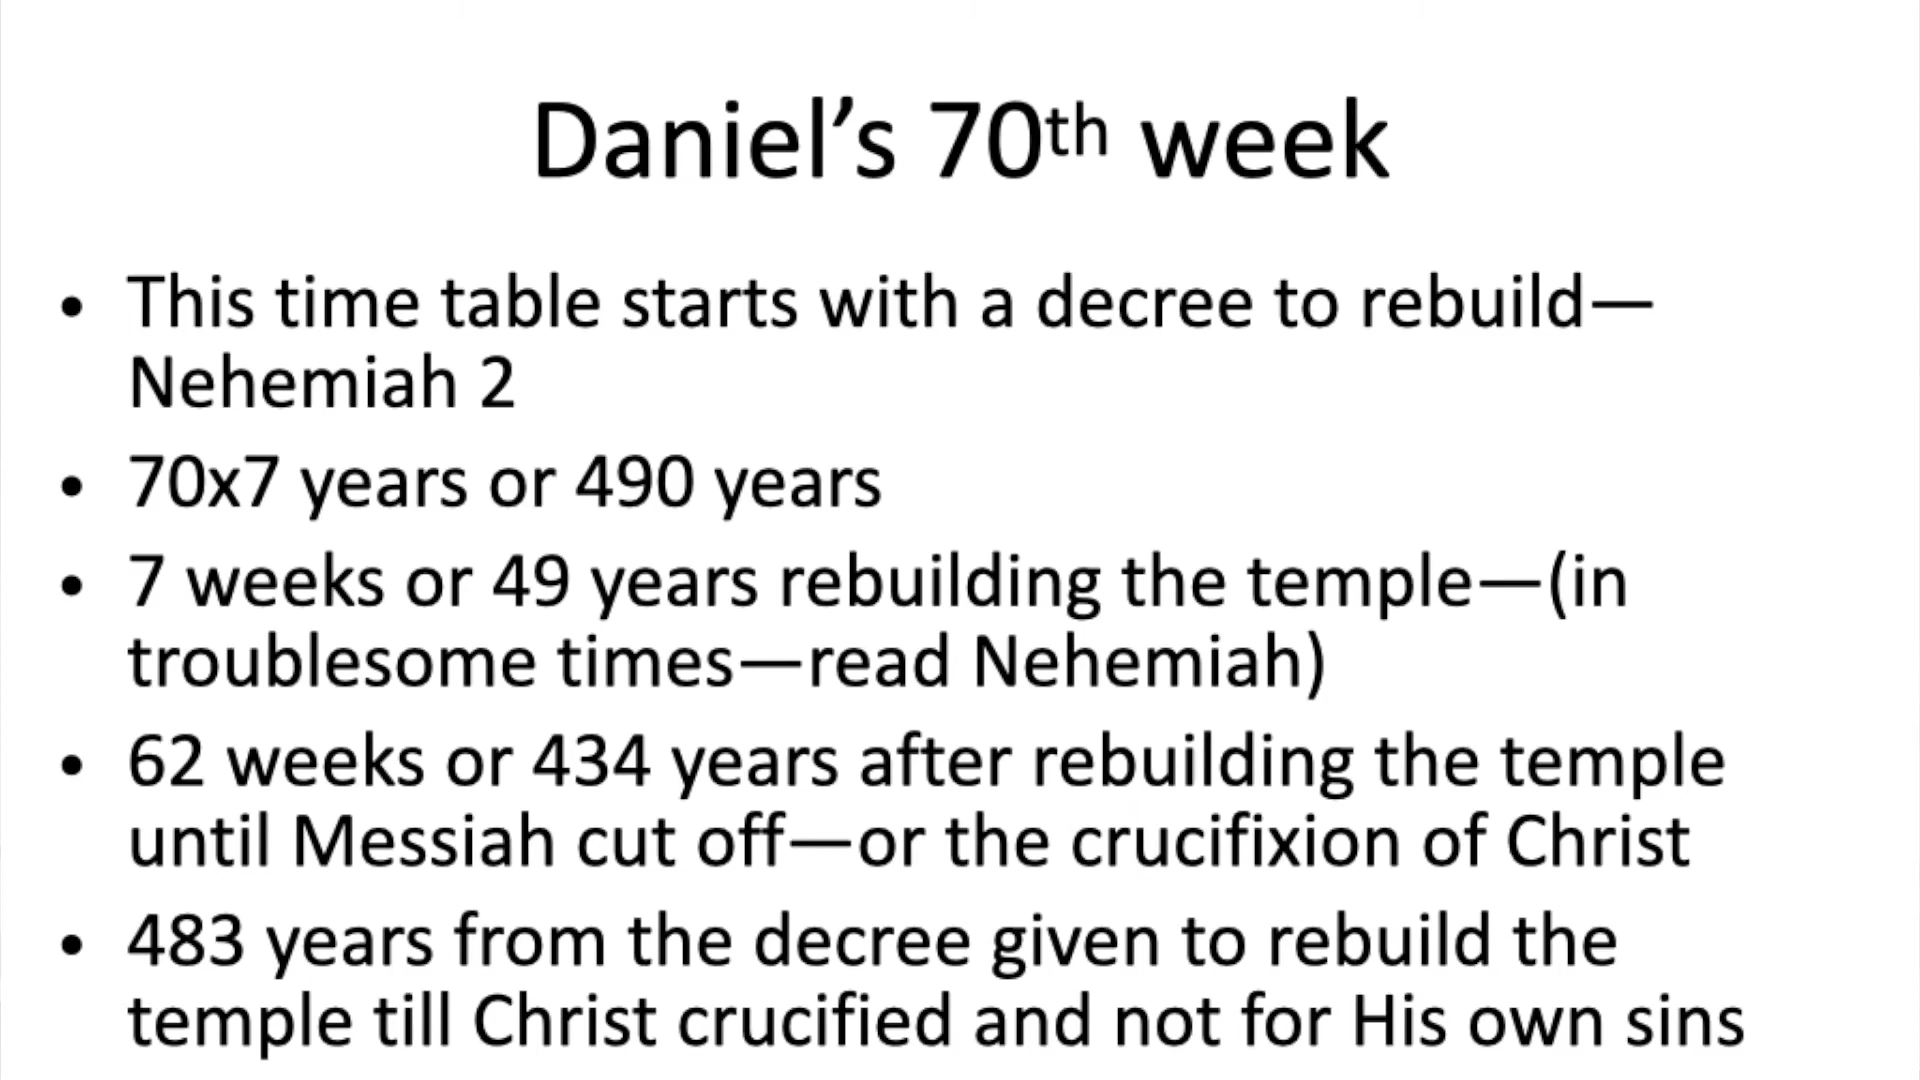 Daniel’s 70th week
• This time table starts with a decree to rebuild—
Nehemiah 2
• 70x7 years or 490 years
• 7 weeks or 49 years rebuilding the temple—(in
troublesome times—read Nehemiah)
• 62 weeks or 434 years after rebuilding the temple
until Messiah cut off—or the crucifixion of Christ
• 483 years from the decree given to rebuild the
temple till Christ crucified and not for His own sins